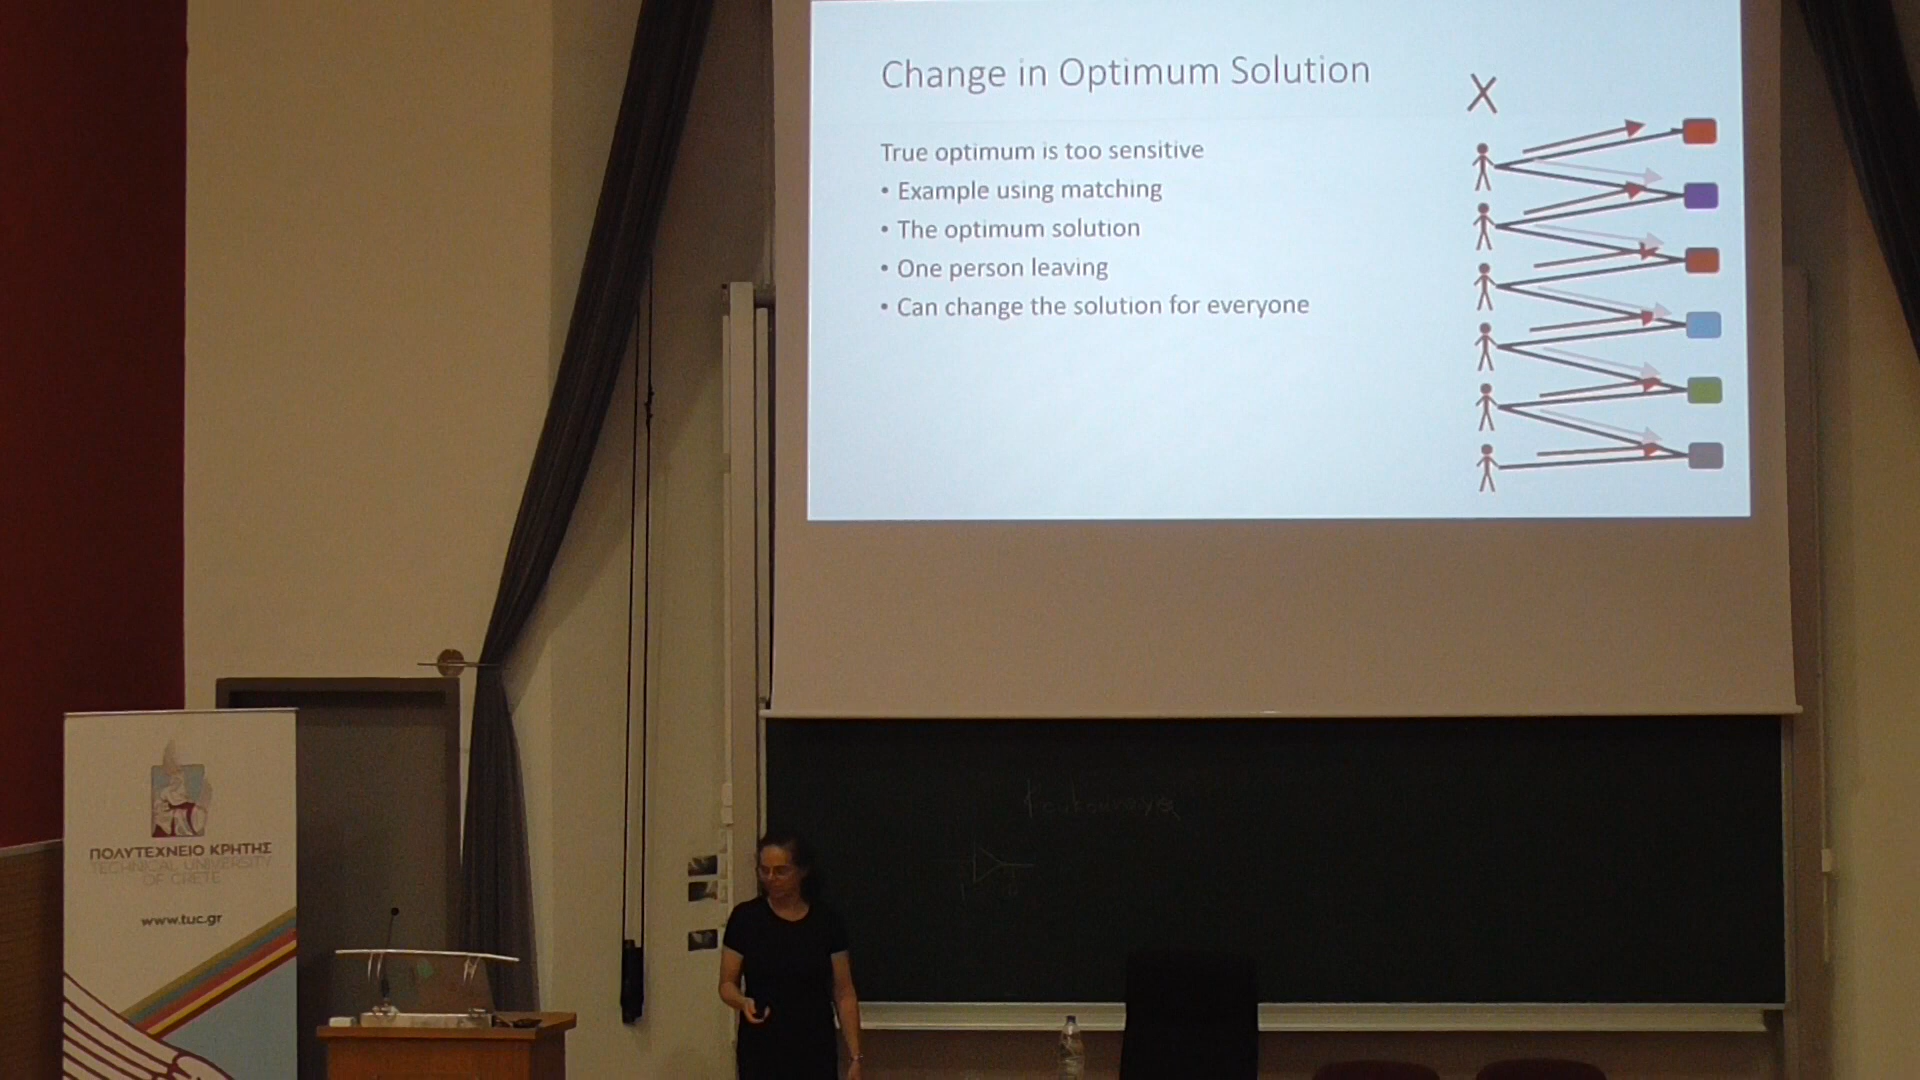 Change in Optimum Solution
X
True optimum is too sensitive
• Example using matching
• The optimum solution
• One person leaving
• Can change the solution for everyone
ΠΟΛΥΤΕΧΝΕΙΟ ΚΡΗΤΗΣ
TECHNICAL UNIVERSITY
OF CRETE
www.tuc.gr